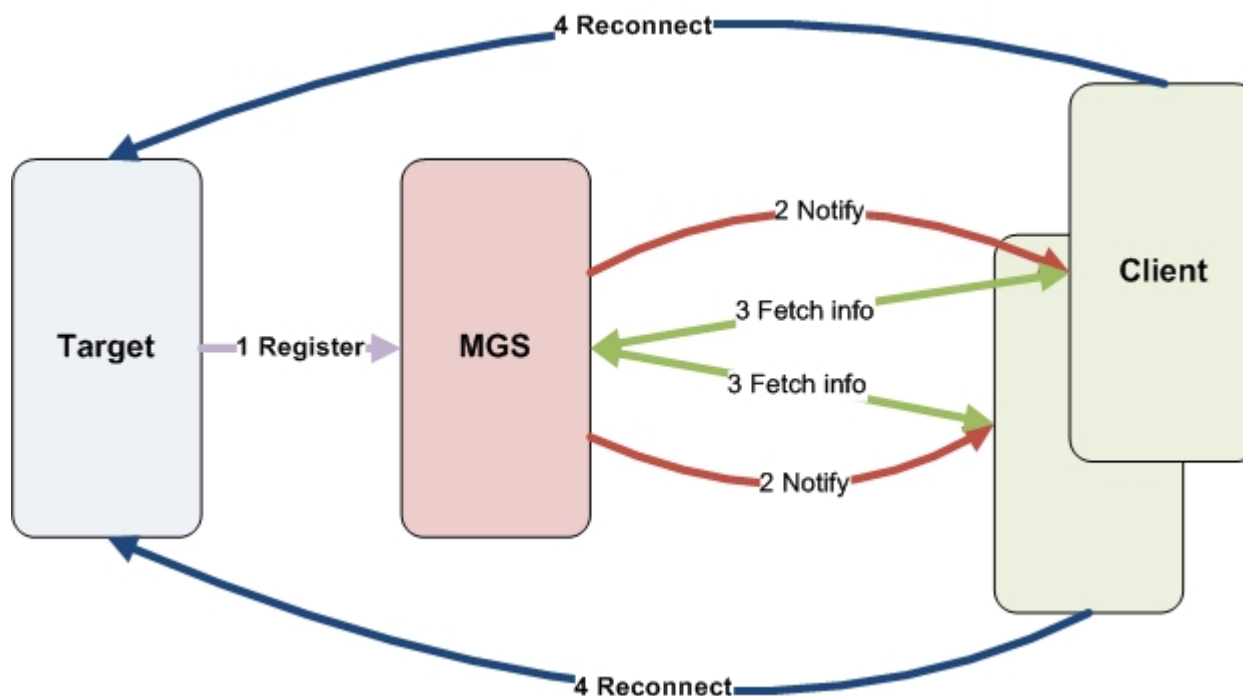 4 Reconnect
2 Notify
Client
3 Fetch info
Target
1 Register
MGS
3 Fetch info
2 Notify
4 Reconnect